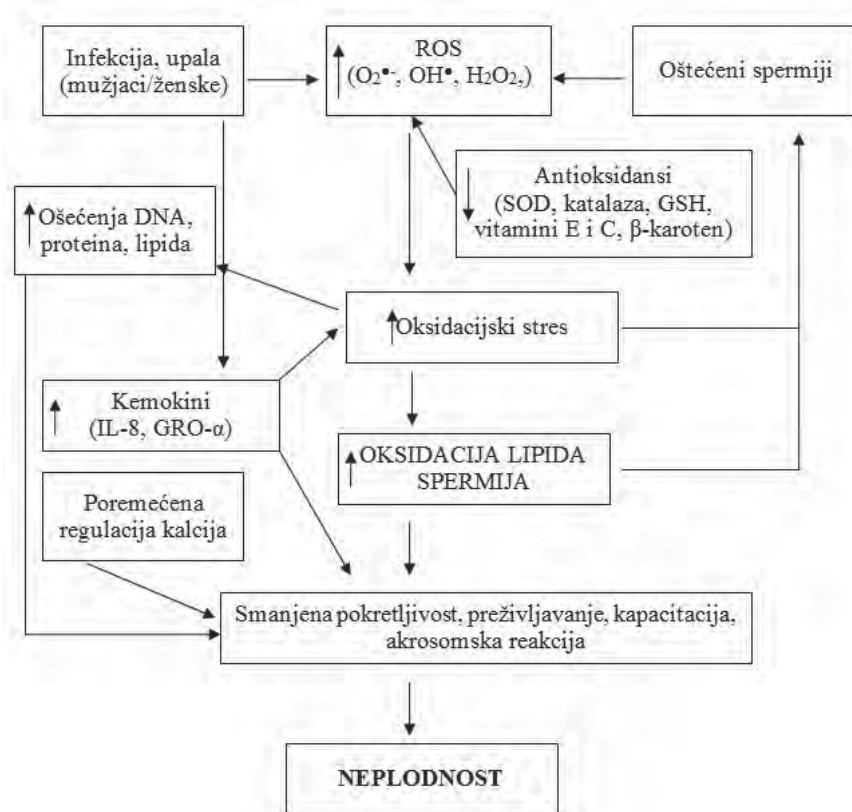 Infekcija, upala
(mužjaci/ženske)
ROS
(O₂•-, OH•, H₂O₂,)
Oštećeni spermiji
Antioksidansi
(SOD, katalaza, GSH,
vitamini E i C, β-karoten)
Ošećenja DNA,
proteina, lipida
Oksidacijski stres
Kemokini
(IL-8, GRO-α)
OKSIDACIJA LIPIDA
SPERMIJA
Poremećena
regulacija kalcija
Smanjena pokretljivost, preživljavanje, kapacitacija,
akrosomska reakcija
NEPLODNOST